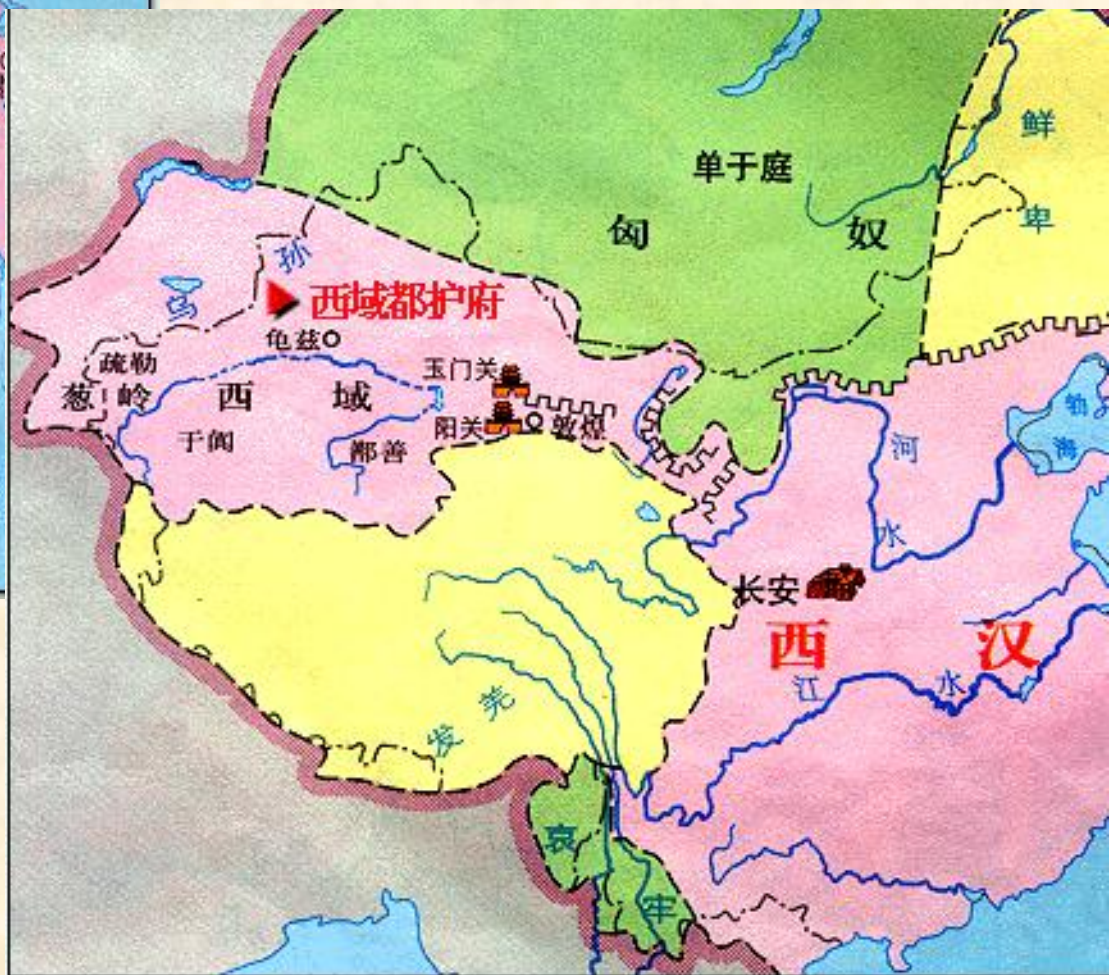 鲜
卑
单于庭
匈 奴
乌 孙
西域都护府
龟兹
疏勒
葱岭
西 域
于阗
鄯善
玉门关
阳关
敦煌
渤
海
河
水
长安
西 汉
江 水
发 羌
哀
牢